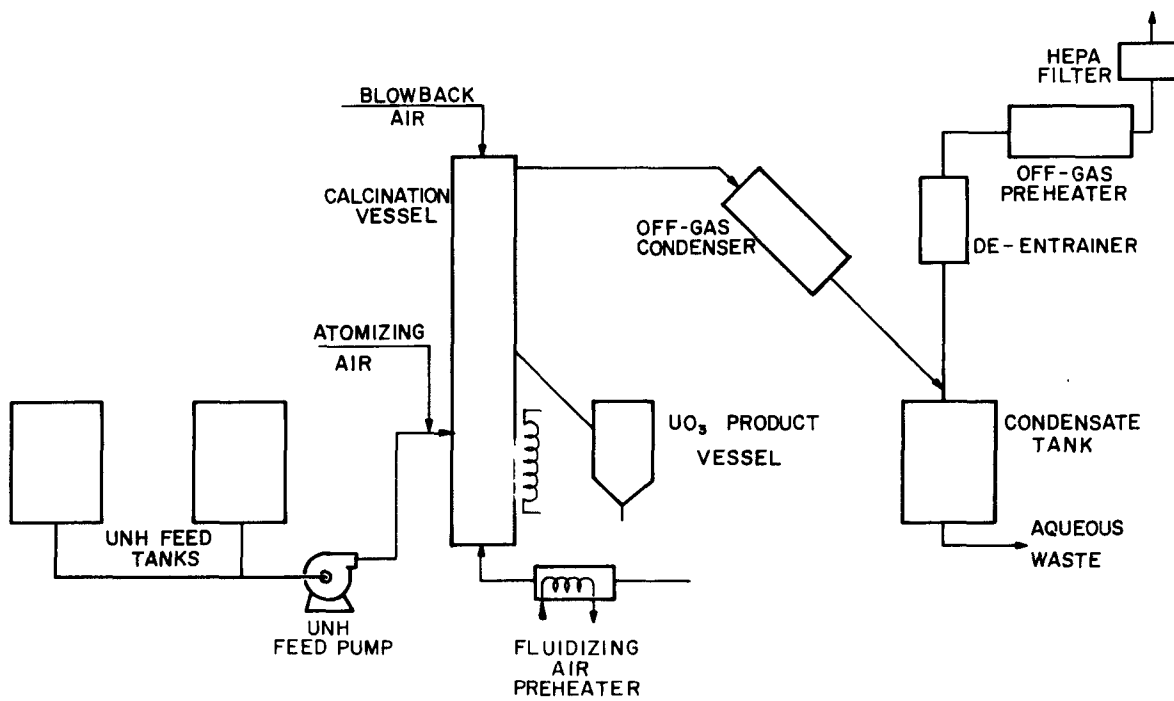 HEPA
FILTER
BLOWBACK
AIR
CALCINATION
VESSEL
OFF-GAS
PREHEATER
OFF-GAS
CONDENSER
DE-ENTRAINER
ATOMIZING
AIR
UO₃ PRODUCT
VESSEL
CONDENSATE
TANK
UNH FEED
TANKS
AQUEOUS
WASTE
UNH
FEED PUMP
FLUIDIZING
AIR
PREHEATER